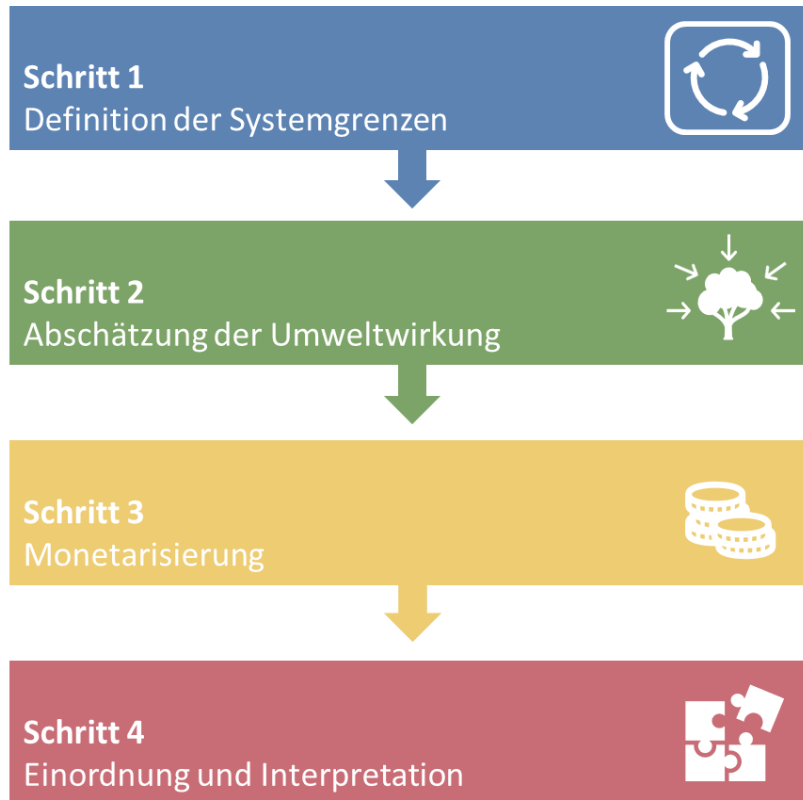 Schritt 1
Definition der Systemgrenzen
Schritt 2
Abschätzung der Umweltwirkung
Schritt 3
Monetarisierung
Schritt 4
Einordnung und Interpretation